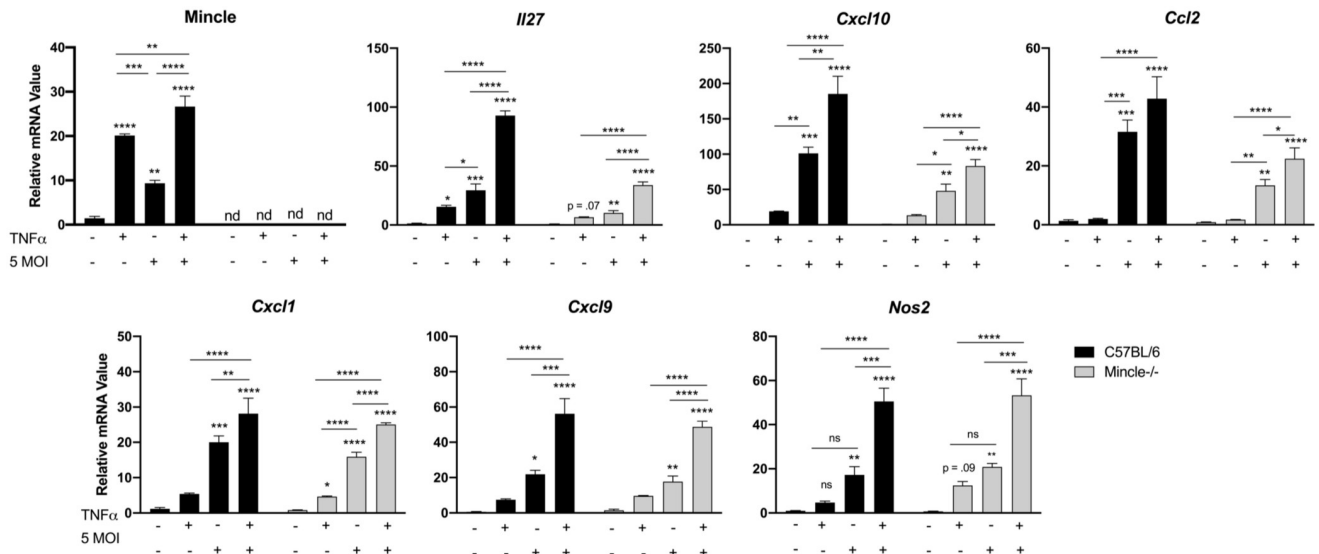 Mincle
Il27
Cxcl10
Ccl2
Relative mRNA Value
40
30
20
10
0
** 
*** ****
**** ** ****
nd nd nd nd
TNFα - + - + - + - +
5 MOI - - + + - - + +
150
100
50
0
****
****
*
* *** ****
****
****
p = .07 ** ****
- + - + - + - +
- - + + - - + +
250
200
150
100
50
0
****
**
**
*** ****
****
*
*
** ****
- + - + - + - +
- - + + - - + +
60
40
20
0
****
***
*** ****
****
*
**
** ****
- + - + - + - +
- - + + - - + +
Cxcl1
Cxcl9
Nos2
Relative mRNA Value
50
40
30
20
10
0
****
**
*** ****
****
****
****
* **** ****
TNFα - + - + - + - +
5 MOI - - + + - - + +
100
80
60
40
20
0
****
***
* ****
****
****
** ****
- + - + - + - +
- - + + - - + +
80
60
40
20
0
****
***
ns
ns ** ****
****
***
ns
p = .09 ** ****
- + - + - + - +
- - + + - - + +
C57BL/6
Mincle-/-